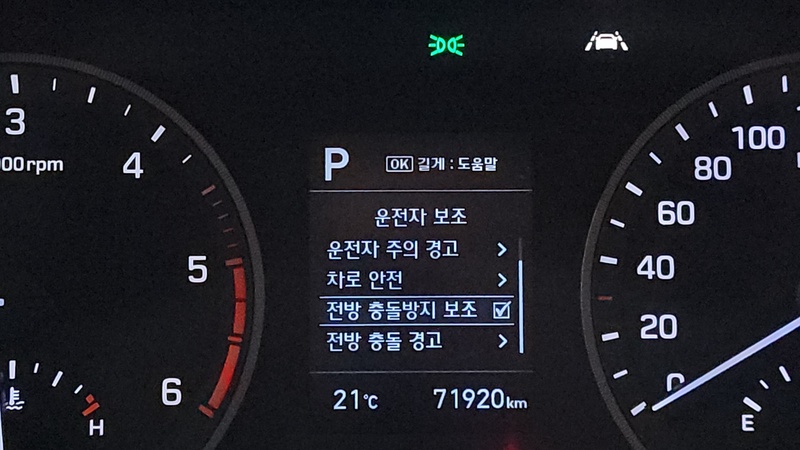 3
000rpm
4
5
6
H
P OK 길게 : 도움말
운전자 보조
운전자 주의 경고
차로 안전
전방 충돌방지 보조
전방 충돌 경고
21℃ 71920km
100
80
60
40
20
0
E